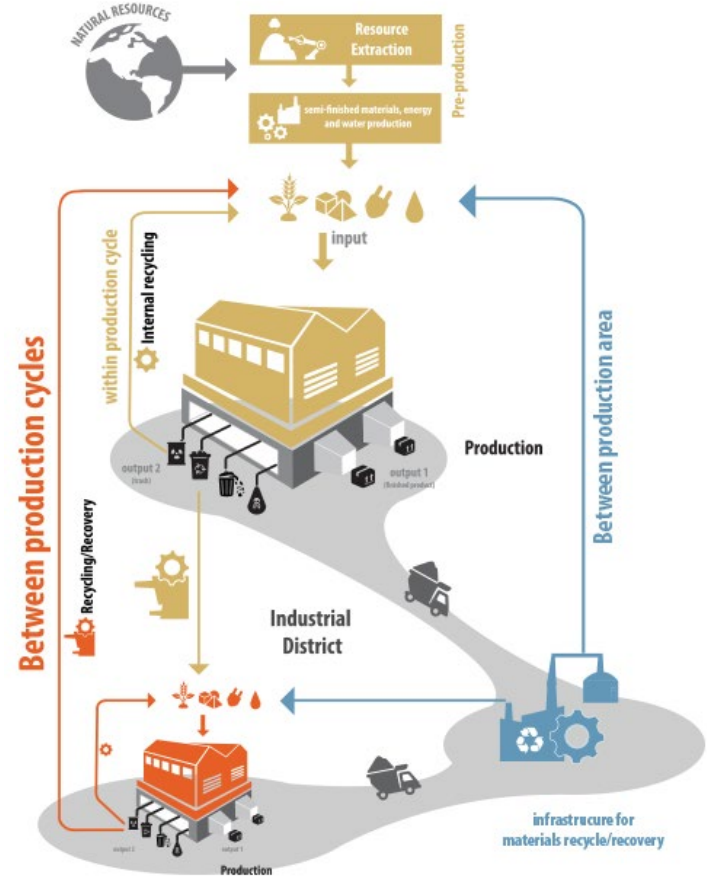 NATURAL RESOURCES
Resource
Extraction
Pre-production
semi-finished materials, energy
and water production
input
within production cycle
Internal recycling
Between production cycles
Between production area
Production
output 2
(trash)
output 1
(finished product)
Recycling/Recovery
Industrial
District
infrastrucure for
materials recycle/recovery
output 2
output 1
Production